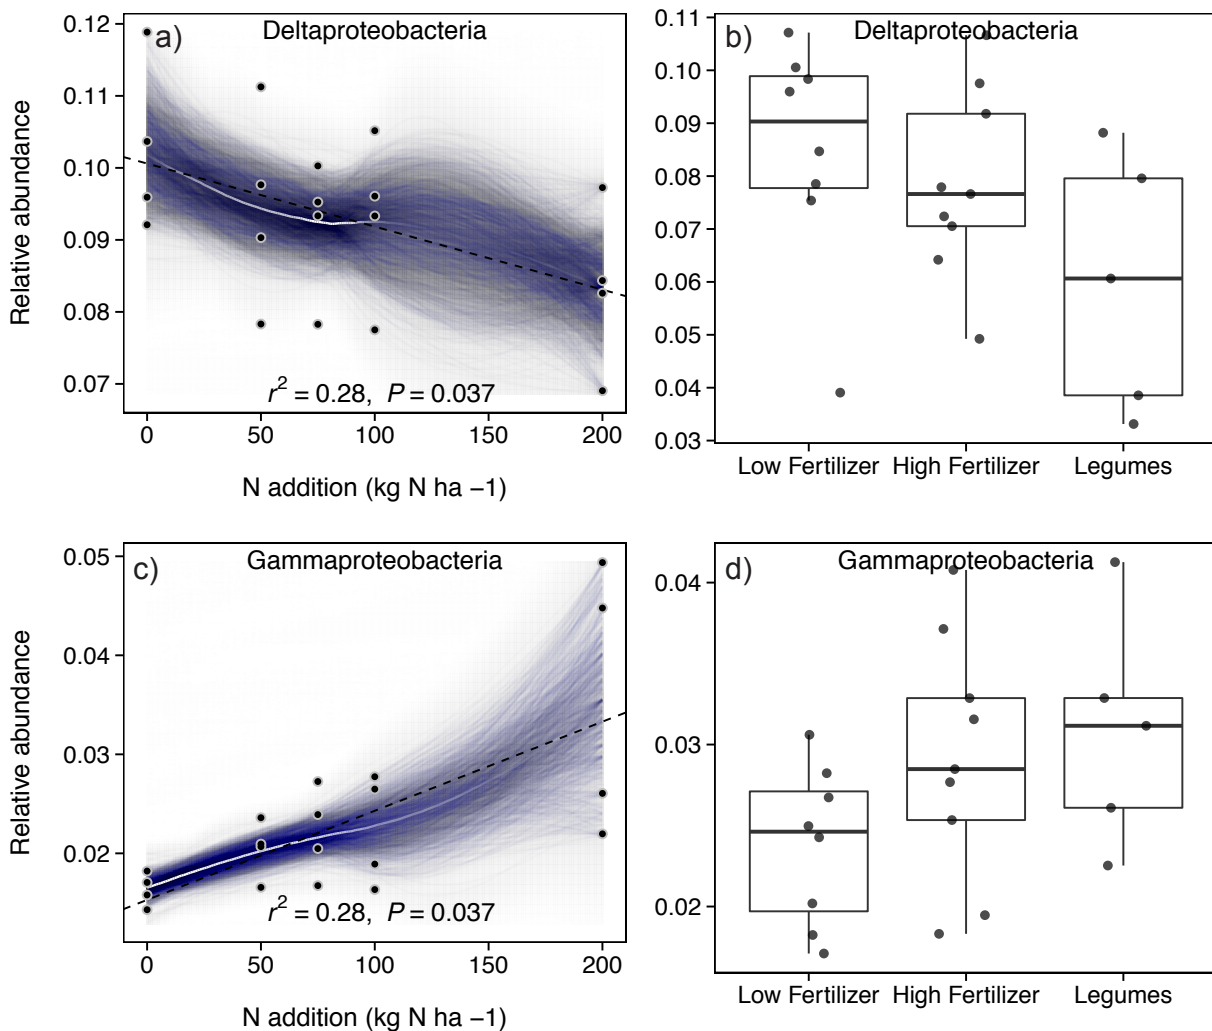 a) Deltaproteobacteria
Relative abundance
0.12
0.11
0.10
0.09
0.08
0.07
r² = 0.28, P = 0.037
0 50 100 150 200
N addition (kg N ha −1)
b) Deltaproteobacteria
0.11
0.10
0.09
0.08
0.07
0.06
0.05
0.04
0.03
Low Fertilizer High Fertilizer Legumes
c) Gammaproteobacteria
Relative abundance
0.05
0.04
0.03
0.02
r² = 0.28, P = 0.037
0 50 100 150 200
N addition (kg N ha −1)
d) Gammaproteobacteria
0.04
0.03
0.02
Low Fertilizer High Fertilizer Legumes